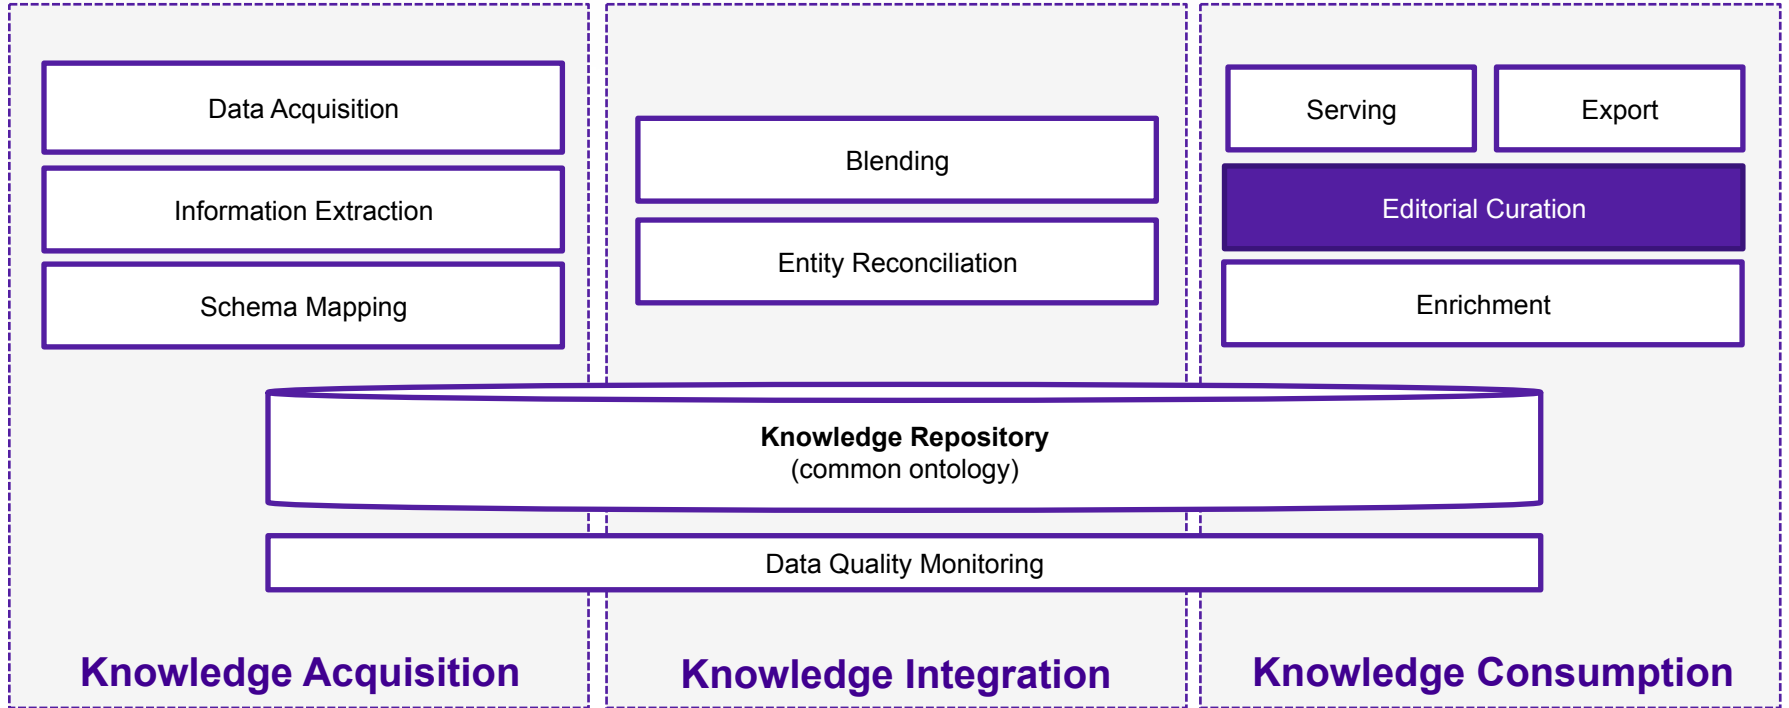 Data Acquisition
Information Extraction
Schema Mapping
Blending
Entity Reconciliation
Serving
Export
Editorial Curation
Enrichment
Knowledge Repository
(common ontology)
Data Quality Monitoring
Knowledge Acquisition
Knowledge Integration
Knowledge Consumption